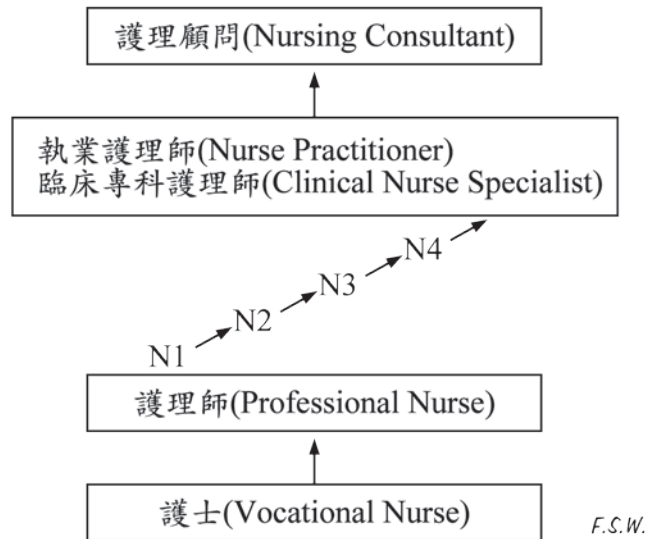 護理顧問(Nursing Consultant)
執業護理師(Nurse Practitioner)
臨床專科護理師(Clinical Nurse Specialist)
N4
N3
N2
N1
護理師(Professional Nurse)
護士(Vocational Nurse)
F.S.W.